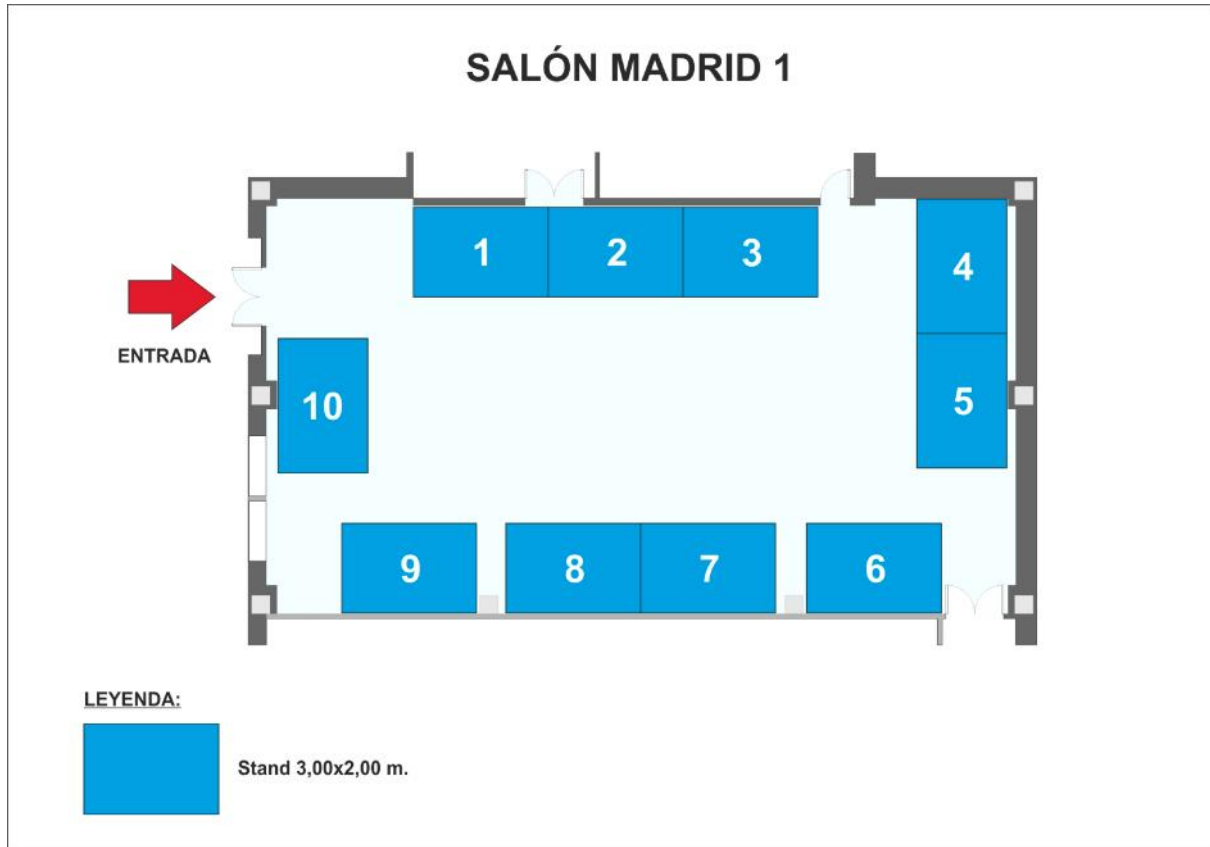 SALÓN MADRID 1
1
2
3
4
ENTRADA
5
10
9
8
7
6
LEYENDA:
Stand 3,00x2,00 m.